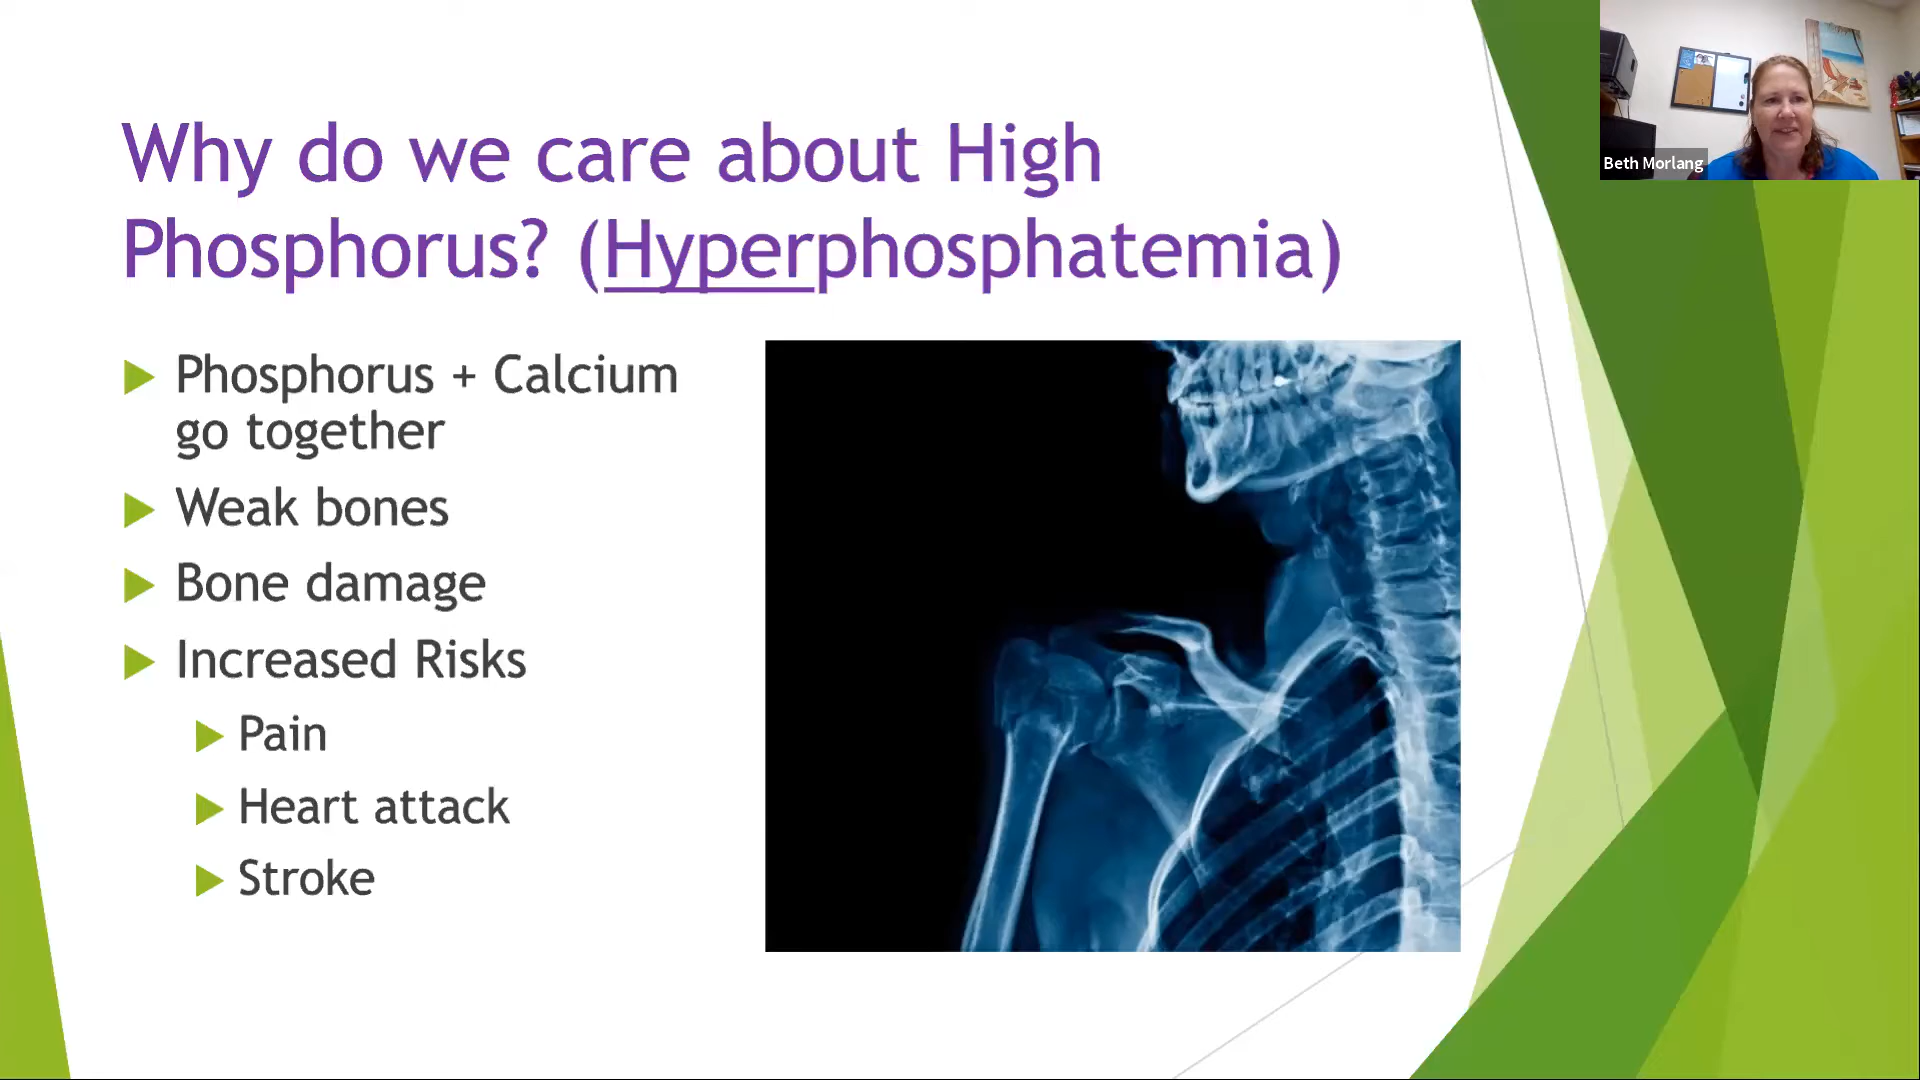 Why do we care about High
Phosphorus? (Hyperphosphatemia)
Phosphorus + Calcium
go together
Weak bones
Bone damage
Increased Risks
Pain
Heart attack
Stroke
Beth Morlang